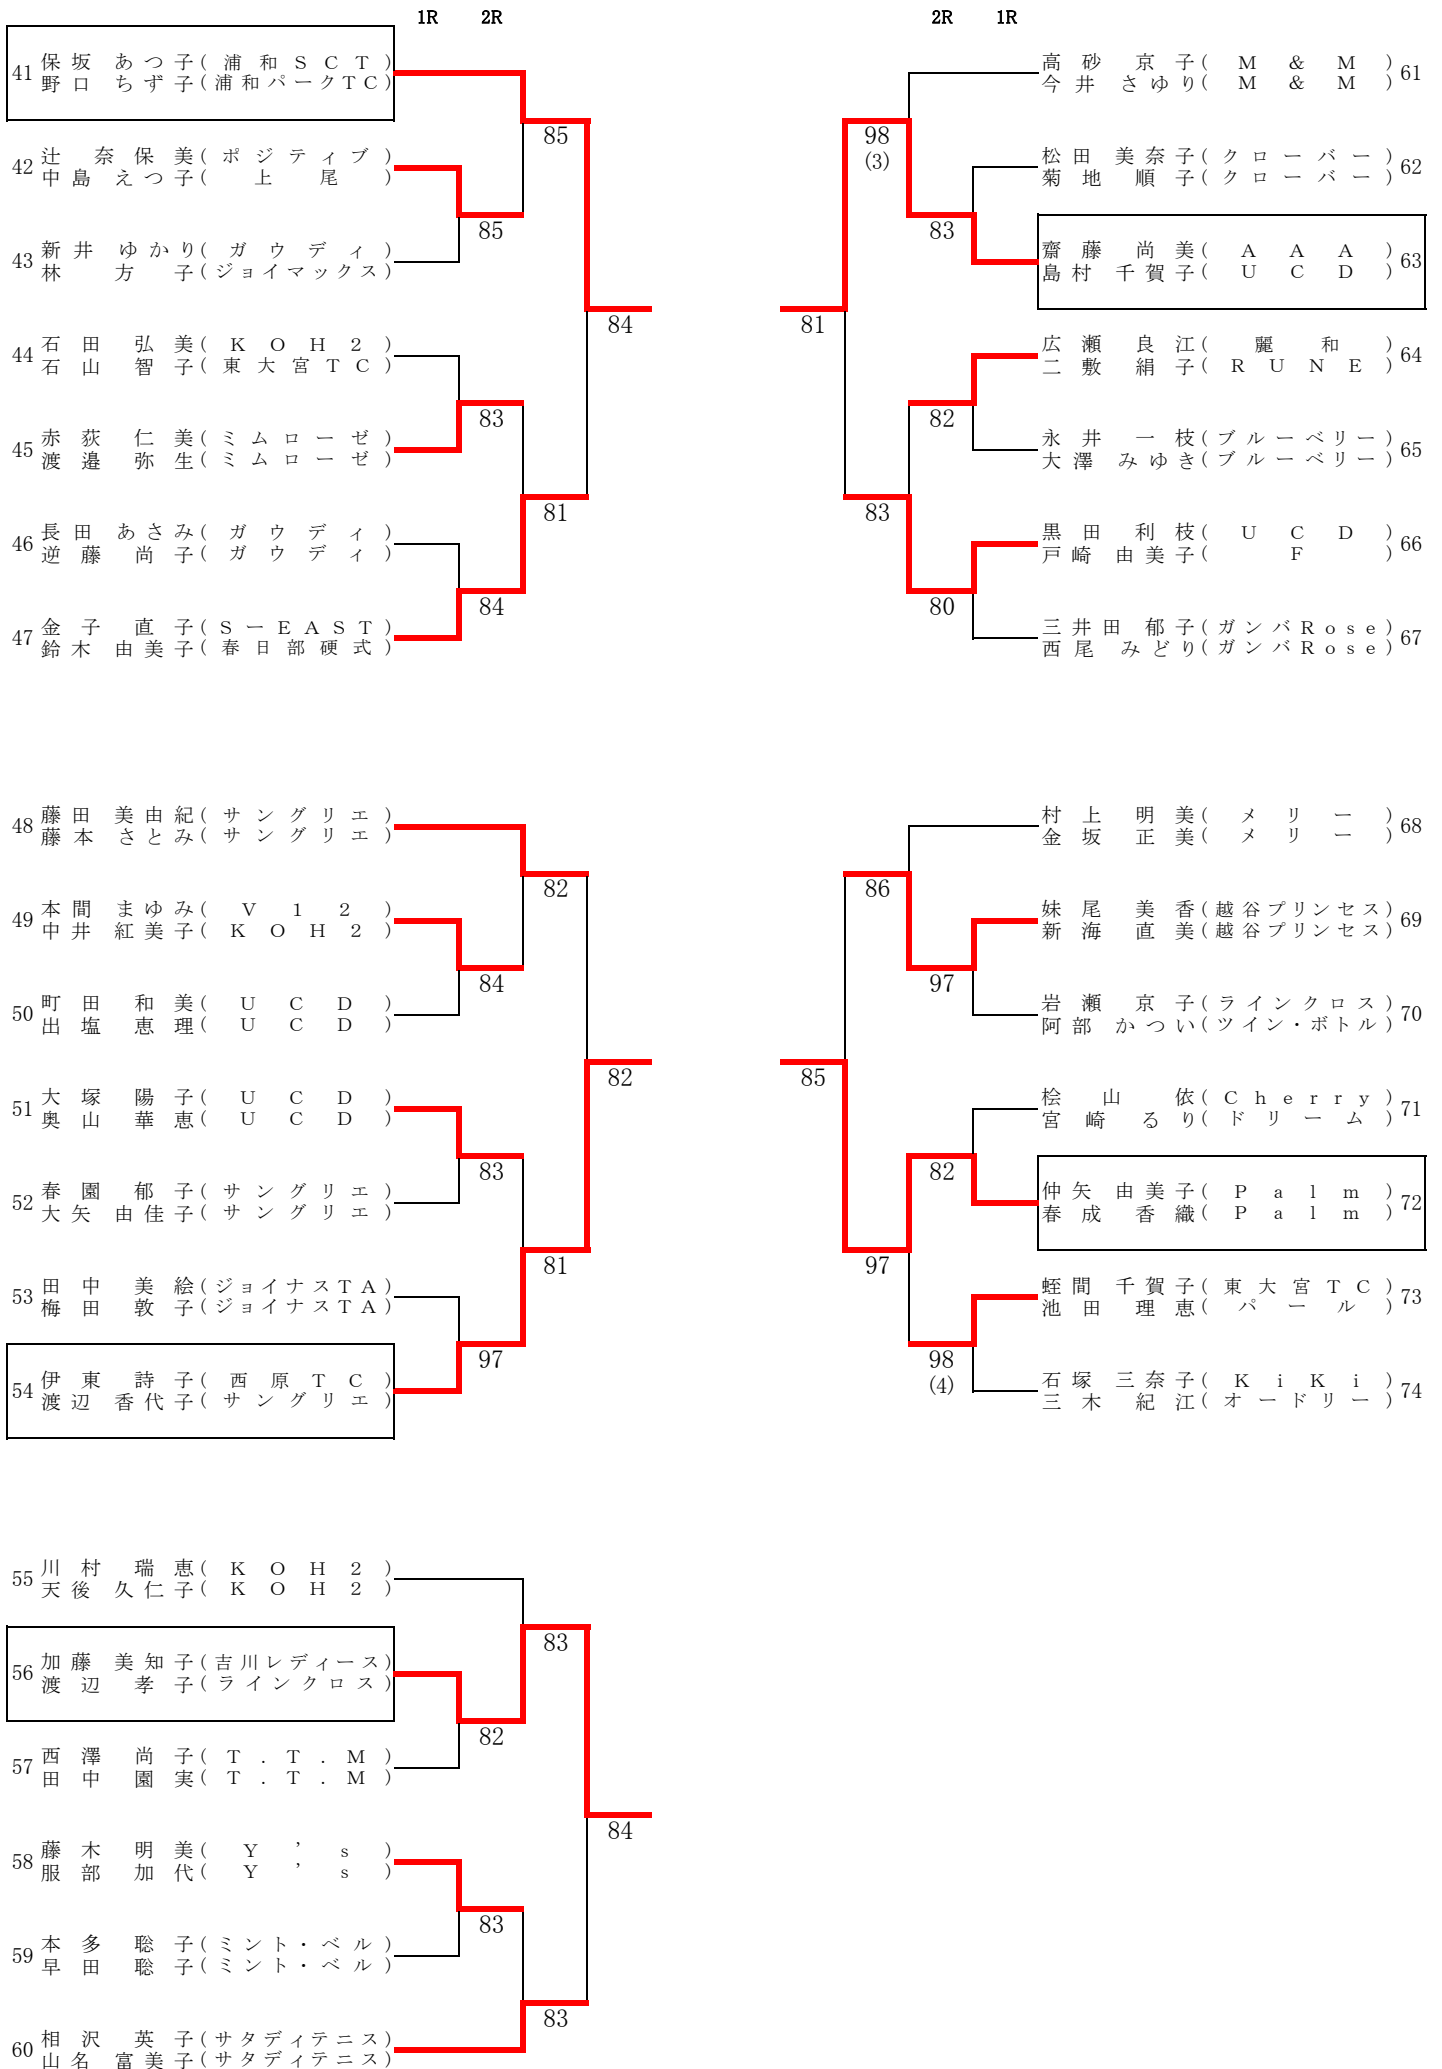 1R 2R
41 保坂 あつ子(浦和SCT)
野口 ちず子(浦和パークTC)
85
42 辻 奈保美(ポジティブ)
中島 えつ子(上尾)
85
43 新井 ゆかり(ガウディ)
林 方子(ジョイマックス)
84
44 石田 弘美(KOH2)
石山 智子(東大宮TC)
83
45 赤荻 仁美(ミムローゼ)
渡邉 弥生(ミムローゼ)
81
46 長田 あさみ(ガウディ)
逆藤 尚子(ガウディ)
84
47 金子 直子(SーEAST)
鈴木 由美子(春日部硬式)
48 藤田 美由紀(サングリエ)
藤本 さとみ(サングリエ)
82
49 本間 まゆみ(V12)
中井 紅美子(KOH2)
84
50 町田 和美(UCD)
出塩 恵理(UCD)
82
51 大塚 陽子(UCD)
奥山 華恵(UCD)
83
52 春園 郁子(サングリエ)
大矢 由佳子(サングリエ)
81
53 田中 美絵(ジョイナスTA)
梅田 敦子(ジョイナスTA)
97
54 伊東 詩子(西原TC)
渡辺 香代子(サングリエ)
55 川村 瑞恵(KOH2)
天後 久仁子(KOH2)
83
56 加藤 美知子(吉川レディース)
渡辺 孝子(ラインクロス)
82
57 西澤 尚子(T.T.M)
田中 園実(T.T.M)
84
58 藤木 明美(Y’s)
服部 加代(Y’s)
83
59 本多 聡子(ミント・ベル)
早田 聡子(ミント・ベル)
83
60 相沢 英子(サタディテニス)
山名 富美子(サタディテニス)
2R 1R
高砂 京子(M&M) 61
今井 さゆり(M&M)
98
(3)
松田 美奈子(クローバー) 62
菊地 順子(クローバー)
83
齋藤 尚美(AAA) 63
島村 千賀子(UCD)
81
広瀬 良江(麗和) 64
二敷 絹子(RUNE)
82
永井 一枝(ブルーベリー) 65
大澤 みゆき(ブルーベリー)
83
黒田 利枝(UCD) 66
戸崎 由美子(F)
80
三井田 郁子(ガンバRose) 67
西尾 みどり(ガンバRose)
村上 明美(メリー) 68
金坂 正美(メリー)
86
妹尾 美香(越谷プリンセス) 69
新海 直美(越谷プリンセス)
97
岩瀬 京子(ラインクロス) 70
阿部 かつい(ツイン・ボトル)
85
桧山 依(Cherry) 71
宮崎 るり(ドリーム)
82
仲矢 由美子(Palm) 72
春成 香織(Palm)
97
蛭間 千賀子(東大宮TC) 73
池田 理恵(パール)
98
(4)
石塚 三奈子(KiKi) 74
三木 紀江(オードリー)